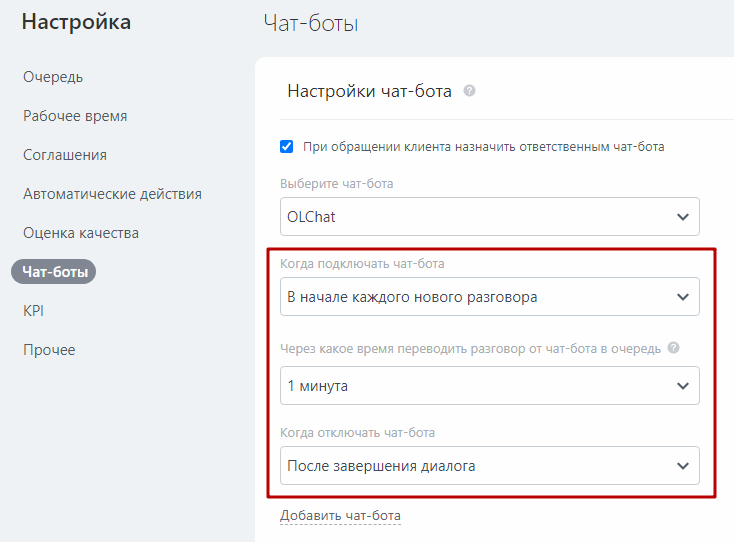 Настройка
Очередь
Рабочее время
Соглашения
Автоматические действия
Оценка качества
Чат-боты
KPI
Прочее
Чат-боты
Настройки чат-бота ?
При обращении клиента назначить ответственным чат-бота
Выберите чат-бота
OLChat
Когда подключать чат-бота
В начале каждого нового разговора
Через какое время переводить разговор от чат-бота в очередь ?
1 минута
Когда отключать чат-бота
После завершения диалога
Добавить чат-бота